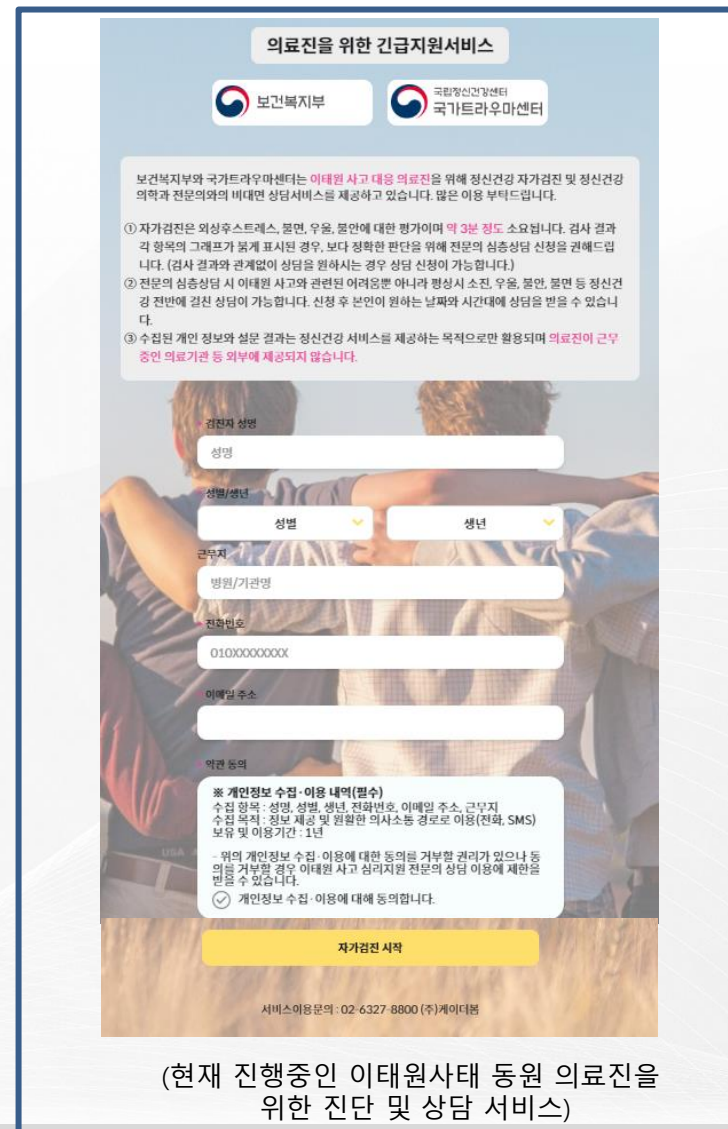 의료진을 위한 긴급지원서비스
보건복지부
국립정신건강센터
국가트라우마센터
보건복지부와 국가트라우마센터는 이태원 사고 대응 의료진을 위해 정신건강 자가검진 및 정신건강
의학과 전문의와의 비대면 상담서비스를 제공하고 있습니다. 많은 이용 부탁드립니다.
① 자가검진은 외상후스트레스, 불면, 우울, 불안에 대한 평가이며 약 3분 정도 소요됩니다. 검사 결과
각 항목의 그래프가 붉게 표시된 경우, 보다 정확한 판단을 위해 전문의 심층상담 신청을 권해드립
니다. (검사 결과와 관계없이 상담을 원하시는 경우 상담 신청이 가능합니다.)
② 전문의 심층상담 시 이태원 사고와 관련된 어려움뿐 아니라 평상시 소진, 우울, 불안, 불면 등 정신건
강 전반에 걸친 상담이 가능합니다. 신청 후 본인이 원하는 날짜와 시간대에 상담을 받을 수 있습니
다.
③ 수집된 개인 정보와 설문 결과는 정신건강 서비스를 제공하는 목적으로만 활용되며 의료진이 근무
중인 의료기관 등 외부에 제공되지 않습니다.
* 검진자 성명
성명
* 성별/생년
성별 생년
근무지
병원/기관명
* 전화번호
010XXXXXXXX
* 이메일 주소
* 약관 동의
※ 개인정보 수집·이용 내역(필수)
수집 항목 : 성명, 성별, 생년, 전화번호, 이메일 주소, 근무지
수집 목적 : 정보 제공 및 원활한 의사소통 경로로 이용(전화, SMS)
보유 및 이용기간 : 1년
- 위의 개인정보 수집·이용에 대한 동의를 거부할 권리가 있으나 동
의를 거부할 경우 이태원 사고 심리지원 전문의 상담 이용에 제한을
받을 수 있습니다.
개인정보 수집·이용에 대해 동의합니다.
자가검진 시작
서비스이용문의 : 02-6327-8800 (주)케이더봄
(현재 진행중인 이태원사태 동원 의료진을
위한 진단 및 상담 서비스)